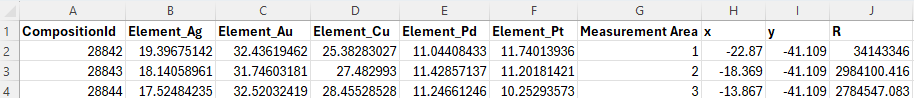 A B C D E F G H I J
1 CompositionId Element_Ag Element_Au Element_Cu Element_Pd Element_Pt Measurement Area x y R
2 28842 19.39675142 32.43619462 25.38283027 11.04408433 11.74013936 1 -22.87 -41.109 34143346
3 28843 18.14058961 31.74603181 27.482993 11.42857137 11.20181421 2 -18.369 -41.109 2984100.416
4 28844 17.52484235 32.52032419 28.45528528 11.24661246 10.25293573 3 -13.867 -41.109 2784547.083